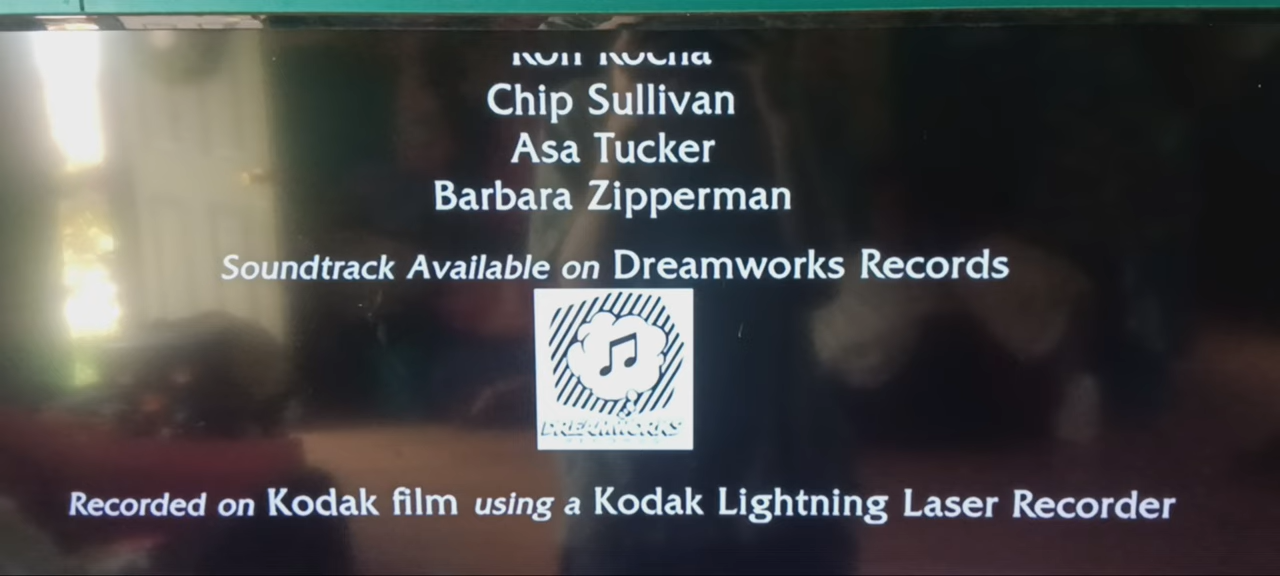 Chip Sullivan
Asa Tucker
Barbara Zipperman
Soundtrack Available on Dreamworks Records
DREAMWORKS
Recorded on Kodak film using a Kodak Lightning Laser Recorder